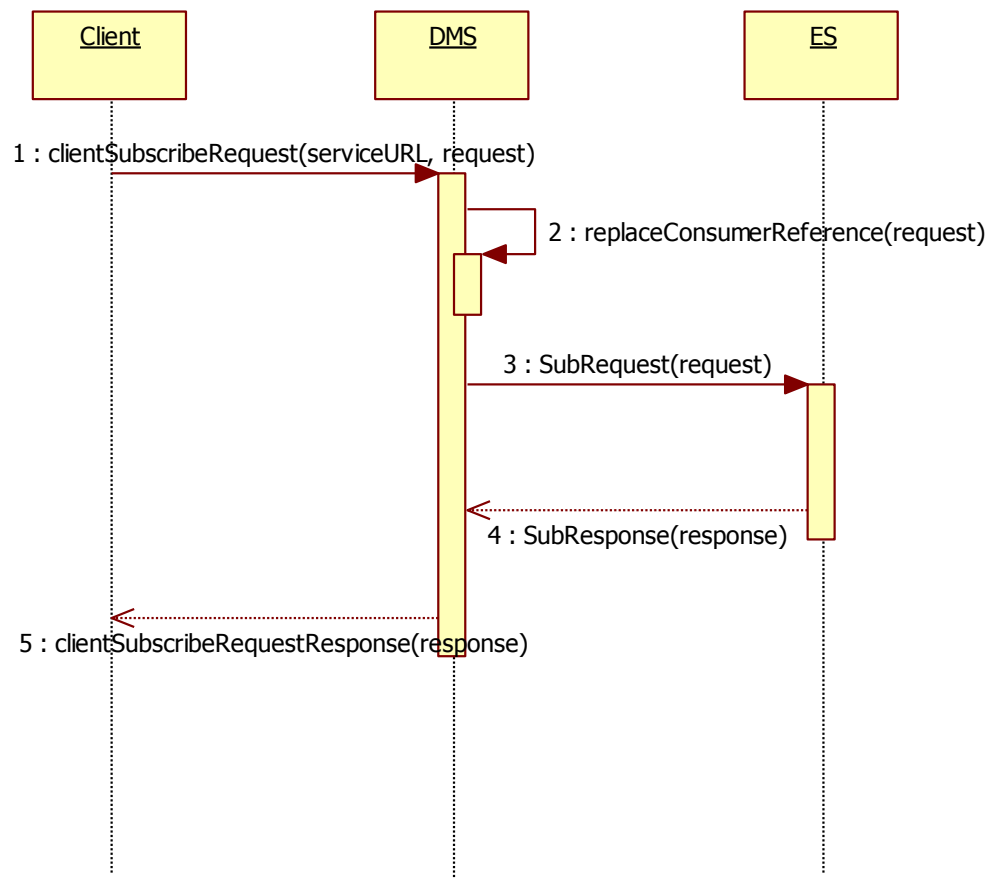 Client
DMS
ES
1 : clientSubscribeRequest(serviceURL, request)
2 : replaceConsumerReference(request)
3 : SubRequest(request)
4 : SubResponse(response)
5 : clientSubscribeRequestResponse(response)